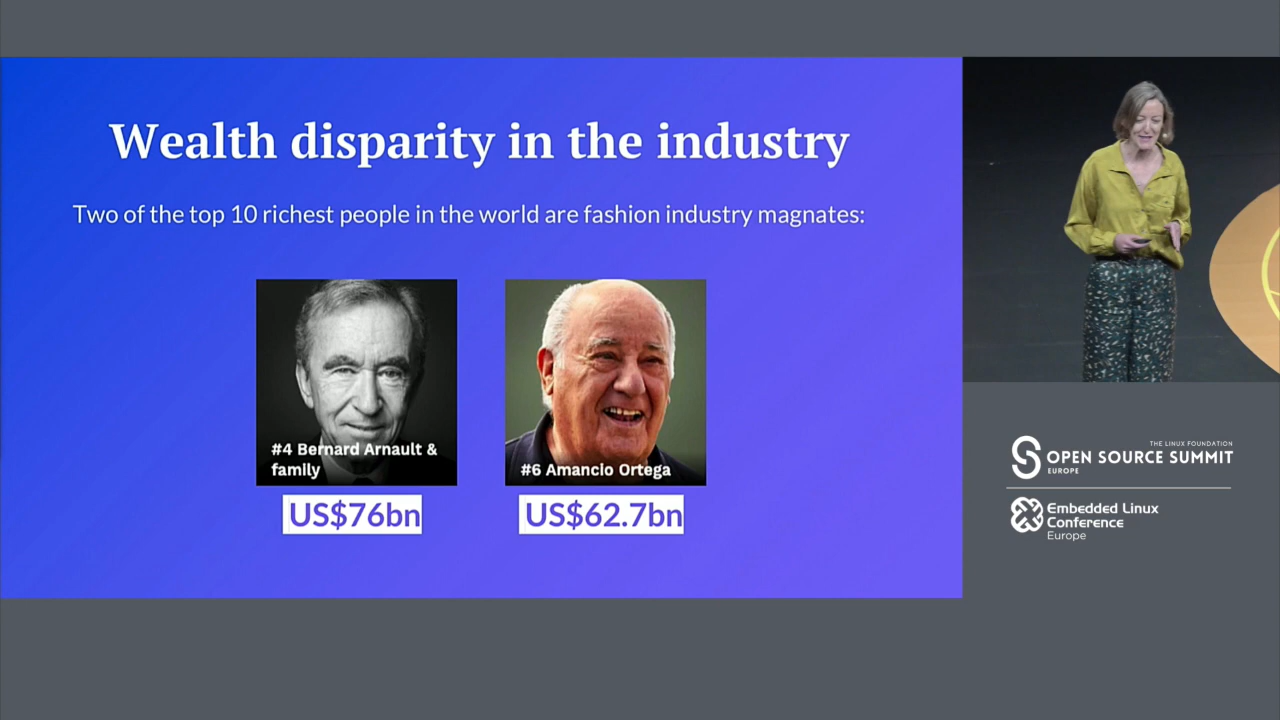 Wealth disparity in the industry
Two of the top 10 richest people in the world are fashion industry magnates:
#4 Bernard Arnault &
family
#6 Amancio Ortega
US$76bn
US$62.7bn
THE LINUX FOUNDATION
OPEN SOURCE SUMMIT
EUROPE
Embedded Linux
Conference
Europe